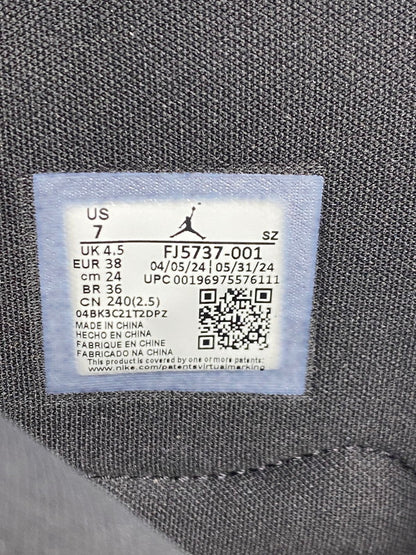 US
7
SZ
UK 4.5
EUR 38
cm 24
BR 36
CN 240(2.5)
FJ5737-001
04/05/24 | 05/31/24
UPC 00196975576111
04BK3C21T2DPZ
MADE IN CHINA
HECHO EN CHINA
FABRIQUE EN CHINE
FABRICADO NA CHINA
This product is covered by one or more patents:
www.nike.com/patentsvirtualmarking